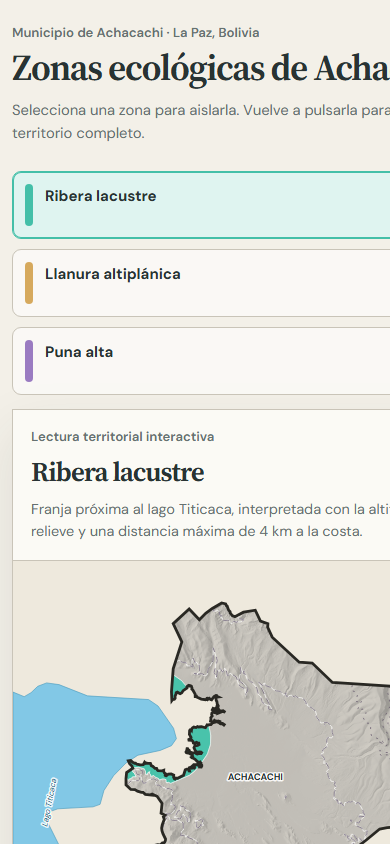 Municipio de Achacachi · La Paz, Bolivia
Zonas ecológicas de Acha
Selecciona una zona para aislarla. Vuelve a pulsarla para
territorio completo.
Ribera lacustre
Llanura altiplánica
Puna alta
Lectura territorial interactiva
Ribera lacustre
Franja próxima al lago Titicaca, interpretada con la alti
relieve y una distancia máxima de 4 km a la costa.
ACHACACHI
Lago Titicaca